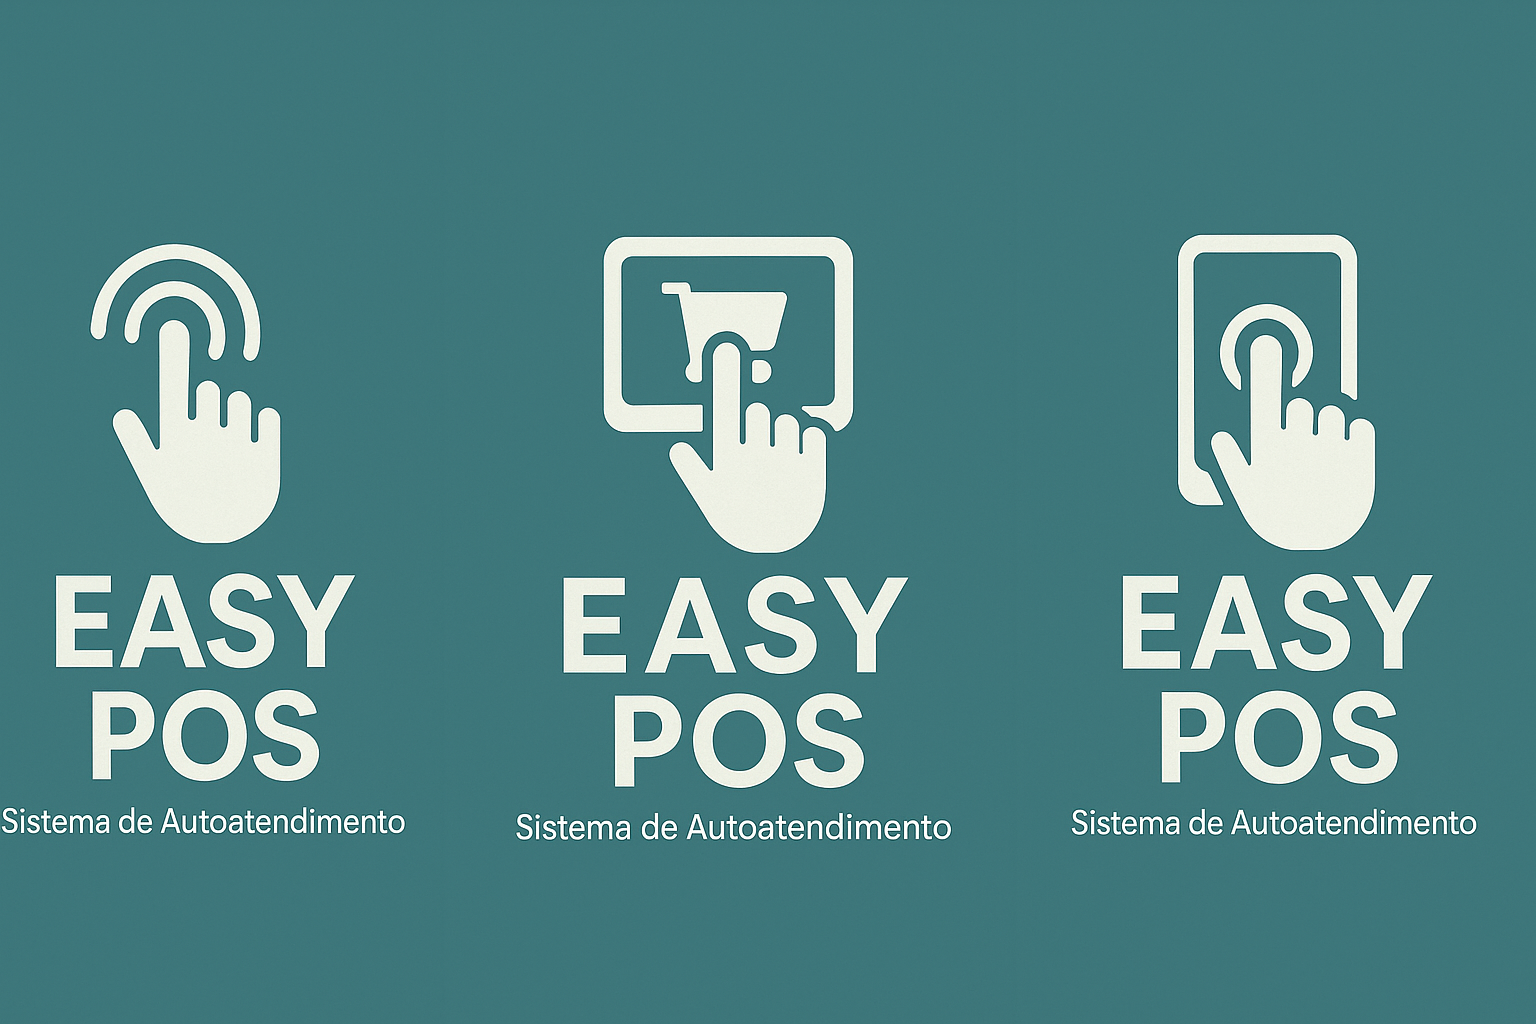 EASY
POS
Sistema de Autoatendimento
EASY
POS
Sistema de Autoatendimento
EASY
POS
Sistema de Autoatendimento